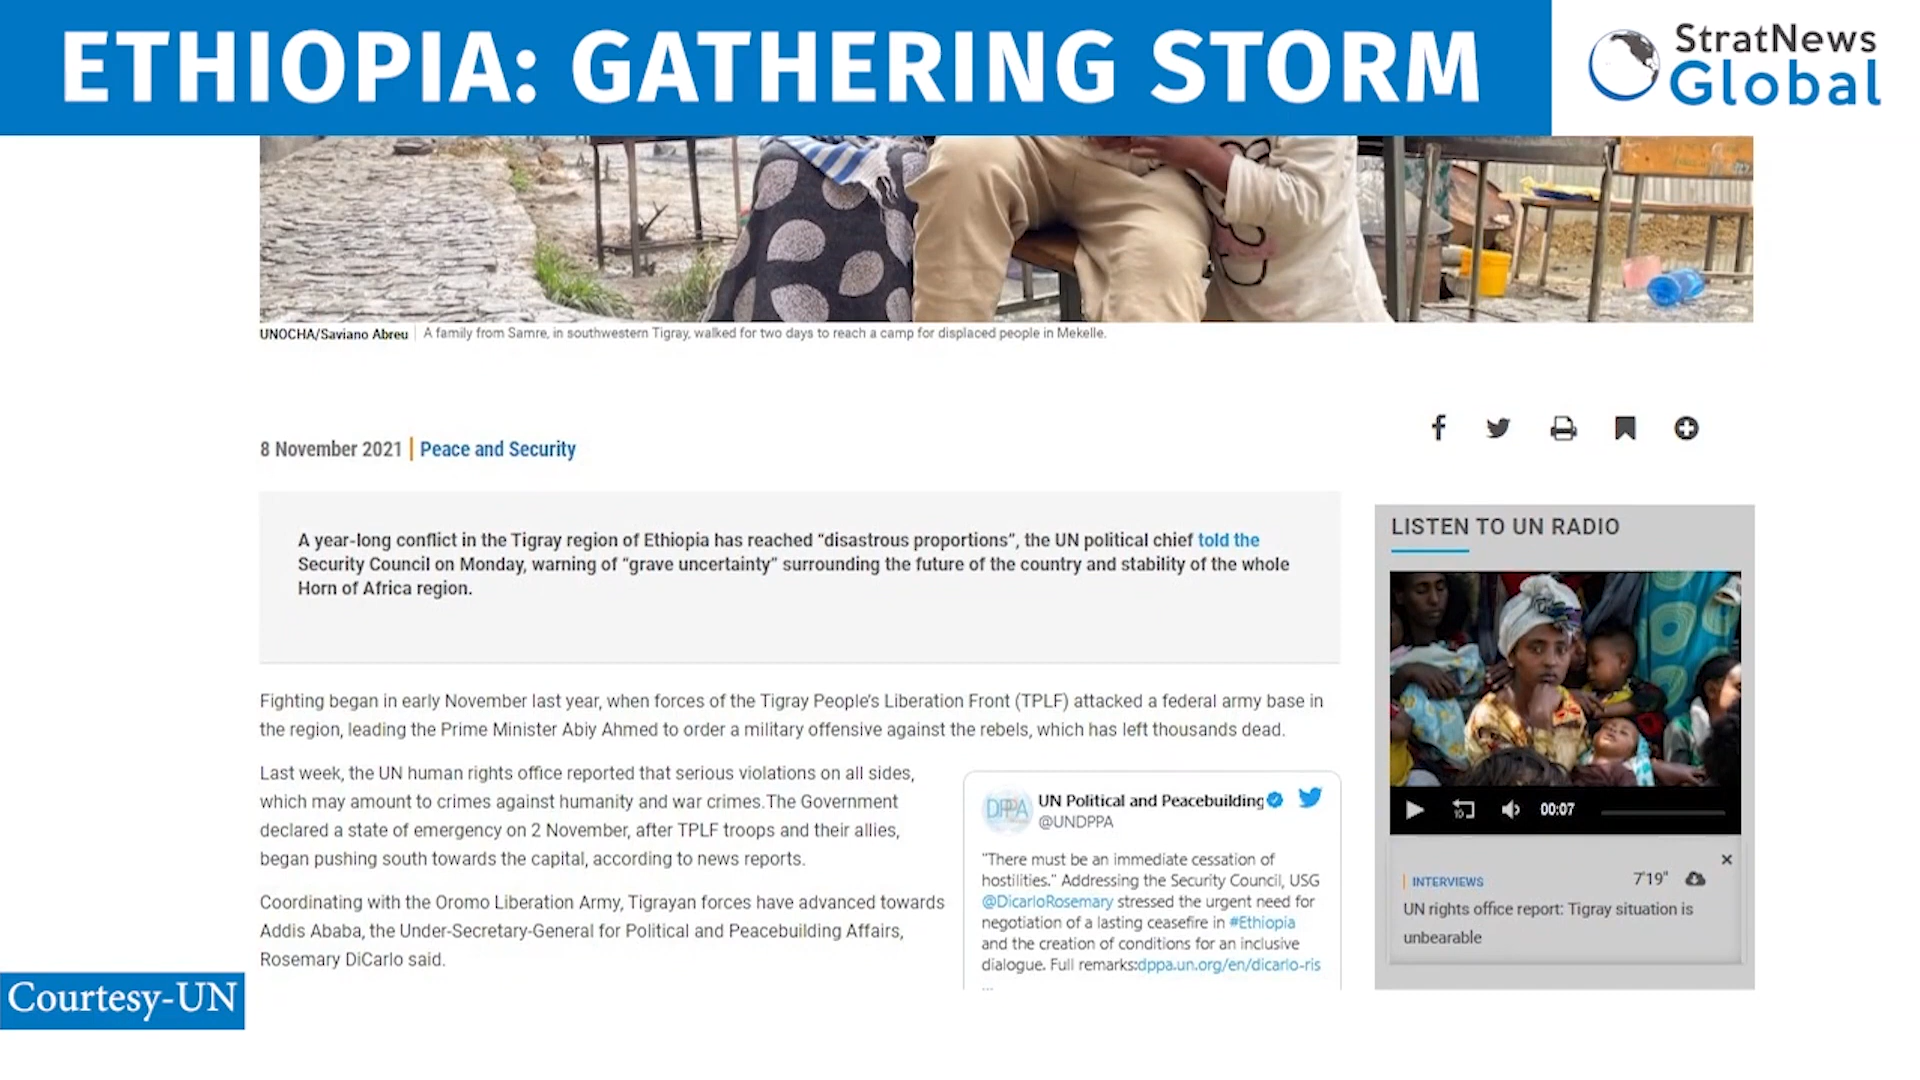 ETHIOPIA: GATHERING STORM
StratNews
Global
UNOCHA/Saviano Abreu | A family from Samre, in southwestern Tigray, walked for two days to reach a camp for displaced people in Mekelle.
8 November 2021 | Peace and Security
A year-long conflict in the Tigray region of Ethiopia has reached “disastrous proportions”, the UN political chief told the
Security Council on Monday, warning of “grave uncertainty” surrounding the future of the country and stability of the whole
Horn of Africa region.
Fighting began in early November last year, when forces of the Tigray People’s Liberation Front (TPLF) attacked a federal army base in
the region, leading the Prime Minister Abiy Ahmed to order a military offensive against the rebels, which has left thousands dead.
Last week, the UN human rights office reported that serious violations on all sides,
which may amount to crimes against humanity and war crimes.The Government
declared a state of emergency on 2 November, after TPLF troops and their allies,
began pushing south towards the capital, according to news reports.
Coordinating with the Oromo Liberation Army, Tigrayan forces have advanced towards
Addis Ababa, the Under-Secretary-General for Political and Peacebuilding Affairs,
Rosemary DiCarlo said.
DPPA
UN Political and Peacebuilding
@UNDPPA
"There must be an immediate cessation of
hostilities." Addressing the Security Council, USG
@DicarloRosemary stressed the urgent need for
negotiation of a lasting ceasefire in #Ethiopia
and the creation of conditions for an inclusive
dialogue. Full remarks:dppa.un.org/en/dicarlo-ris
...
LISTEN TO UN RADIO
10
00:07
INTERVIEWS
7'19"
UN rights office report: Tigray situation is
unbearable
Courtesy-UN